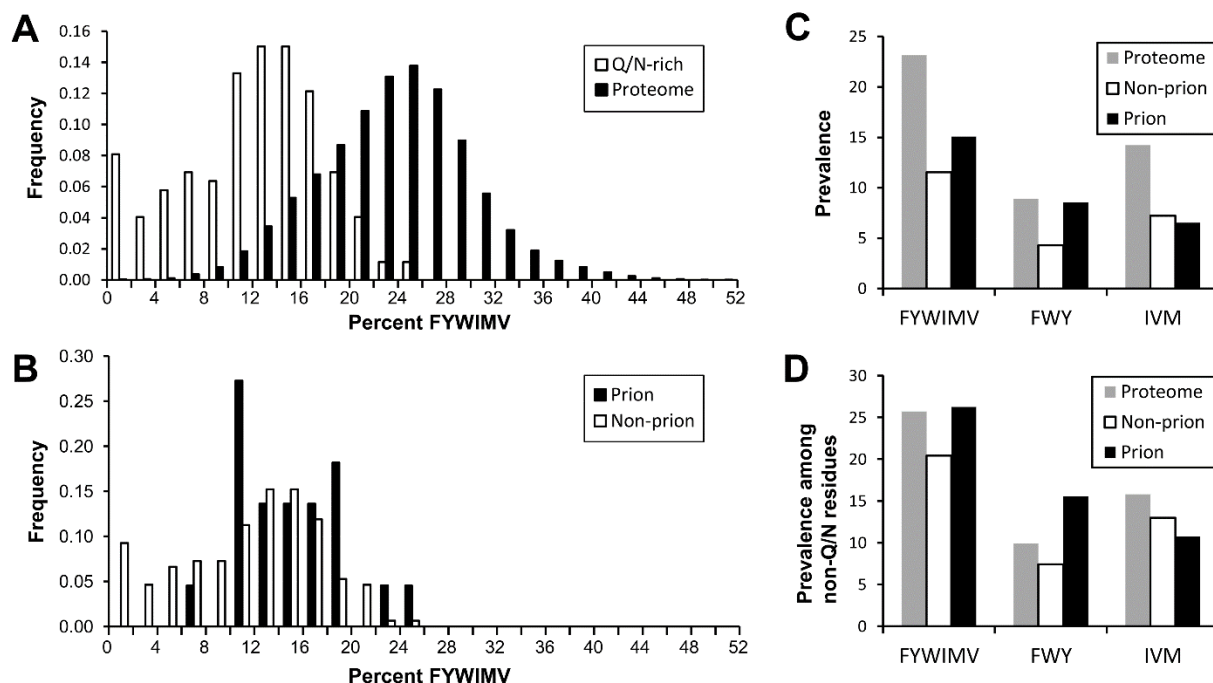 A
0.16
0.14
0.12
0.10
0.08
0.06
0.04
0.02
0.00
Frequency
Q/N-rich
Proteome
0 4 8 12 16 20 24 28 32 36 40 44 48 52
Percent FYWIMV
B
0.30
0.25
0.20
0.15
0.10
0.05
0.00
Frequency
Prion
Non-prion
0 4 8 12 16 20 24 28 32 36 40 44 48 52
Percent FYWIMV
C
25
20
15
10
5
0
Prevalence
Proteome
Non-prion
Prion
FYWIMV FWY IVM
D
30
25
20
15
10
5
0
Prevalence among
non-Q/N residues
Proteome
Non-prion
Prion
FYWIMV FWY IVM